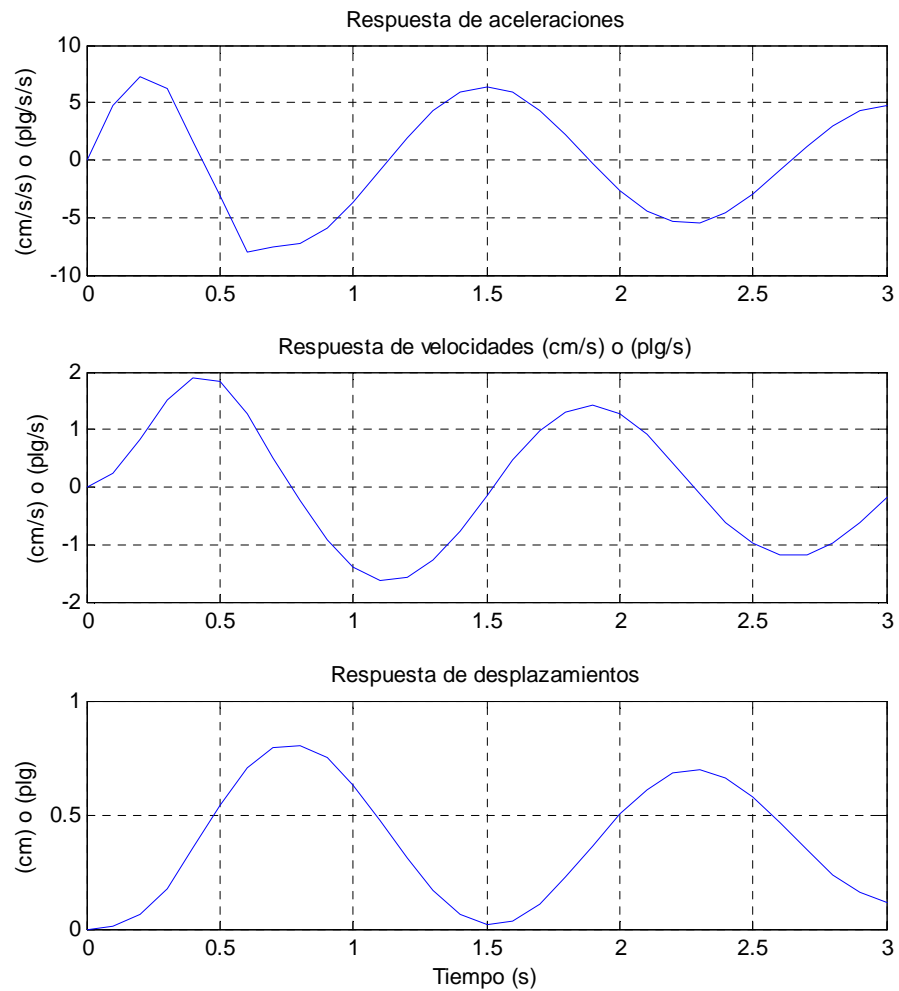 Respuesta de aceleraciones
(cm/s/s) o (plg/s/s)
10
5
0
-5
-10
0 0.5 1 1.5 2 2.5 3
Respuesta de velocidades (cm/s) o (plg/s)
(cm/s) o (plg/s)
2
1
0
-1
-2
0 0.5 1 1.5 2 2.5 3
Respuesta de desplazamientos
(cm) o (plg)
1
0.5
0
0 0.5 1 1.5 2 2.5 3
Tiempo (s)